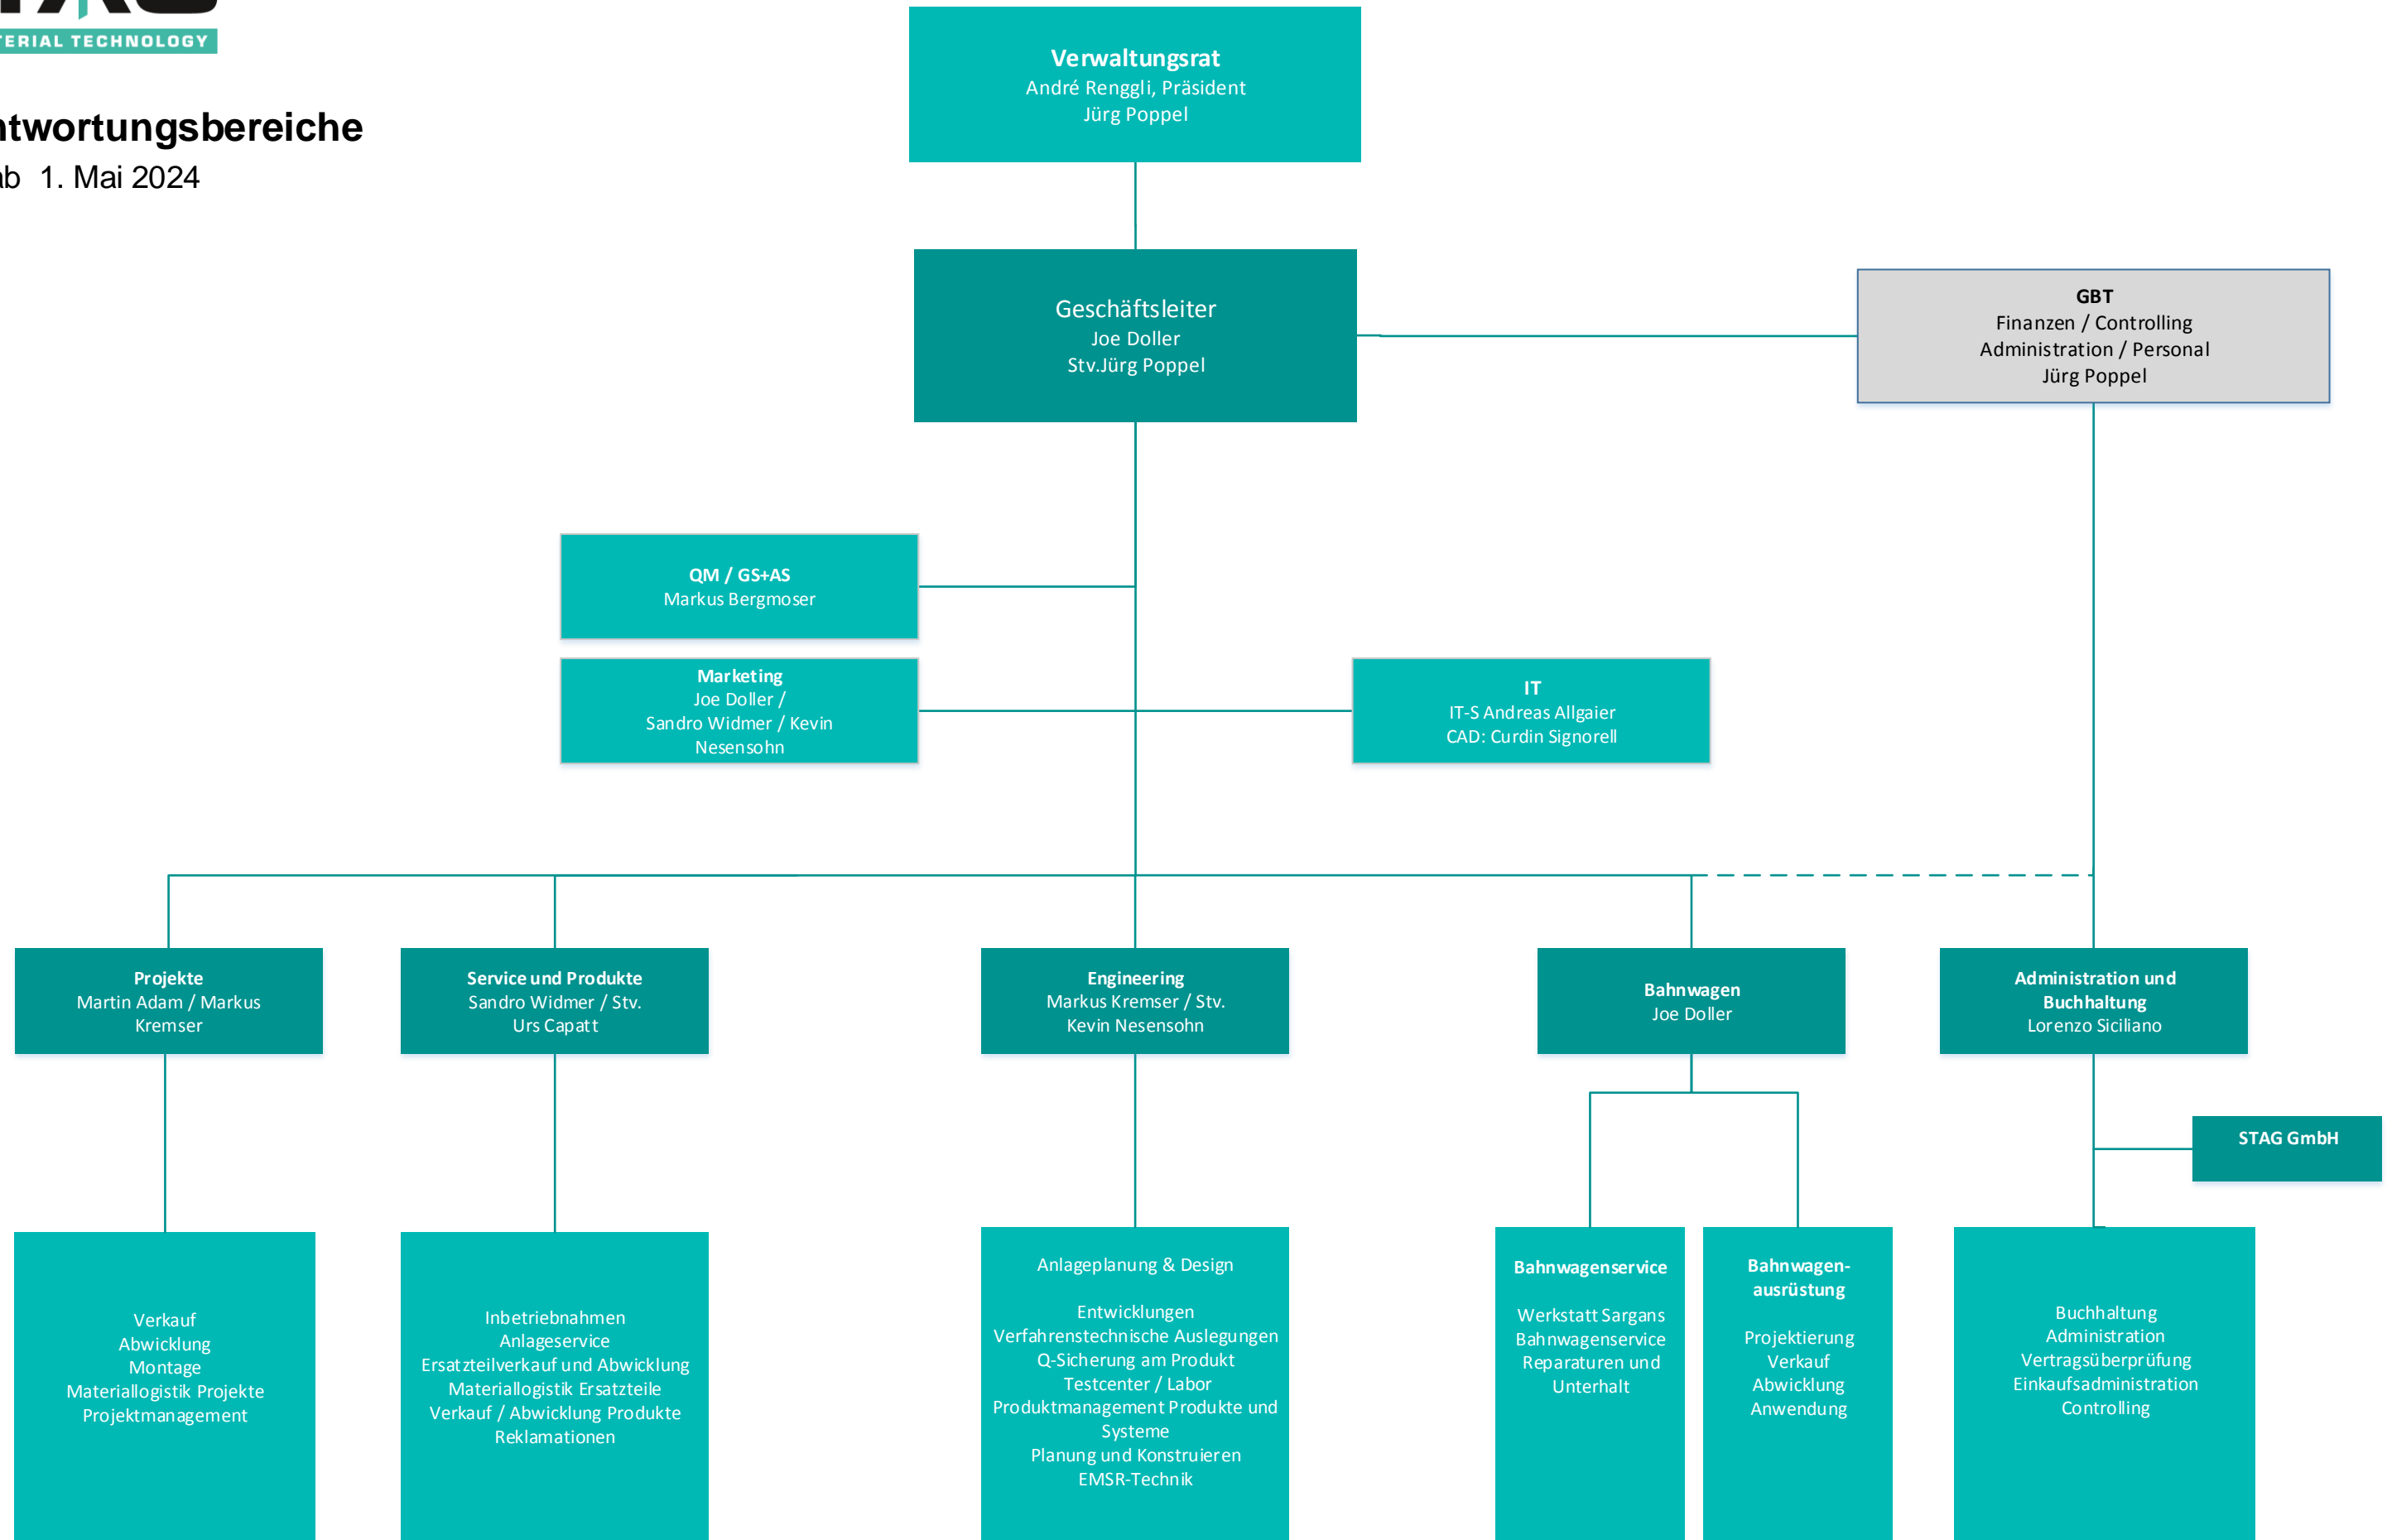 TERIAL TECHNOLOGY
ntwortungsbereiche
ab 1. Mai 2024
Verwaltungsrat
André Renggli, Präsident
Jürg Poppel
Geschäftsleiter
Joe Doller
Stv.Jürg Poppel
GBT
Finanzen / Controlling
Administration / Personal
Jürg Poppel
QM / GS+AS
Markus Bergmoser
Marketing
Joe Doller /
Sandro Widmer / Kevin
Nesensohn
IT
IT-S Andreas Allgaier
CAD: Curdin Signorell
Projekte
Martin Adam / Markus
Kremser
Service und Produkte
Sandro Widmer / Stv.
Urs Capatt
Engineering
Markus Kremser / Stv.
Kevin Nesensohn
Bahnwagen
Joe Doller
Administration und
Buchhaltung
Lorenzo Siciliano
STAG GmbH
Verkauf
Abwicklung
Montage
Materiallogistik Projekte
Projektmanagement
Inbetriebnahmen
Anlageservice
Ersatzteilverkauf und Abwicklung
Materiallogistik Ersatzteile
Verkauf / Abwicklung Produkte
Reklamationen
Anlageplanung & Design
Entwicklungen
Verfahrenstechnische Auslegungen
Q-Sicherung am Produkt
Testcenter / Labor
Produktmanagement Produkte und
Systeme
Planung und Konstruieren
EMSR-Technik
Bahnwagenservice
Werkstatt Sargans
Bahnwagenservice
Reparaturen und
Unterhalt
Bahnwagen-
ausrüstung
Projektierung
Verkauf
Abwicklung
Anwendung
Buchhaltung
Administration
Vertragsüberprüfung
Einkaufsadministration
Controlling